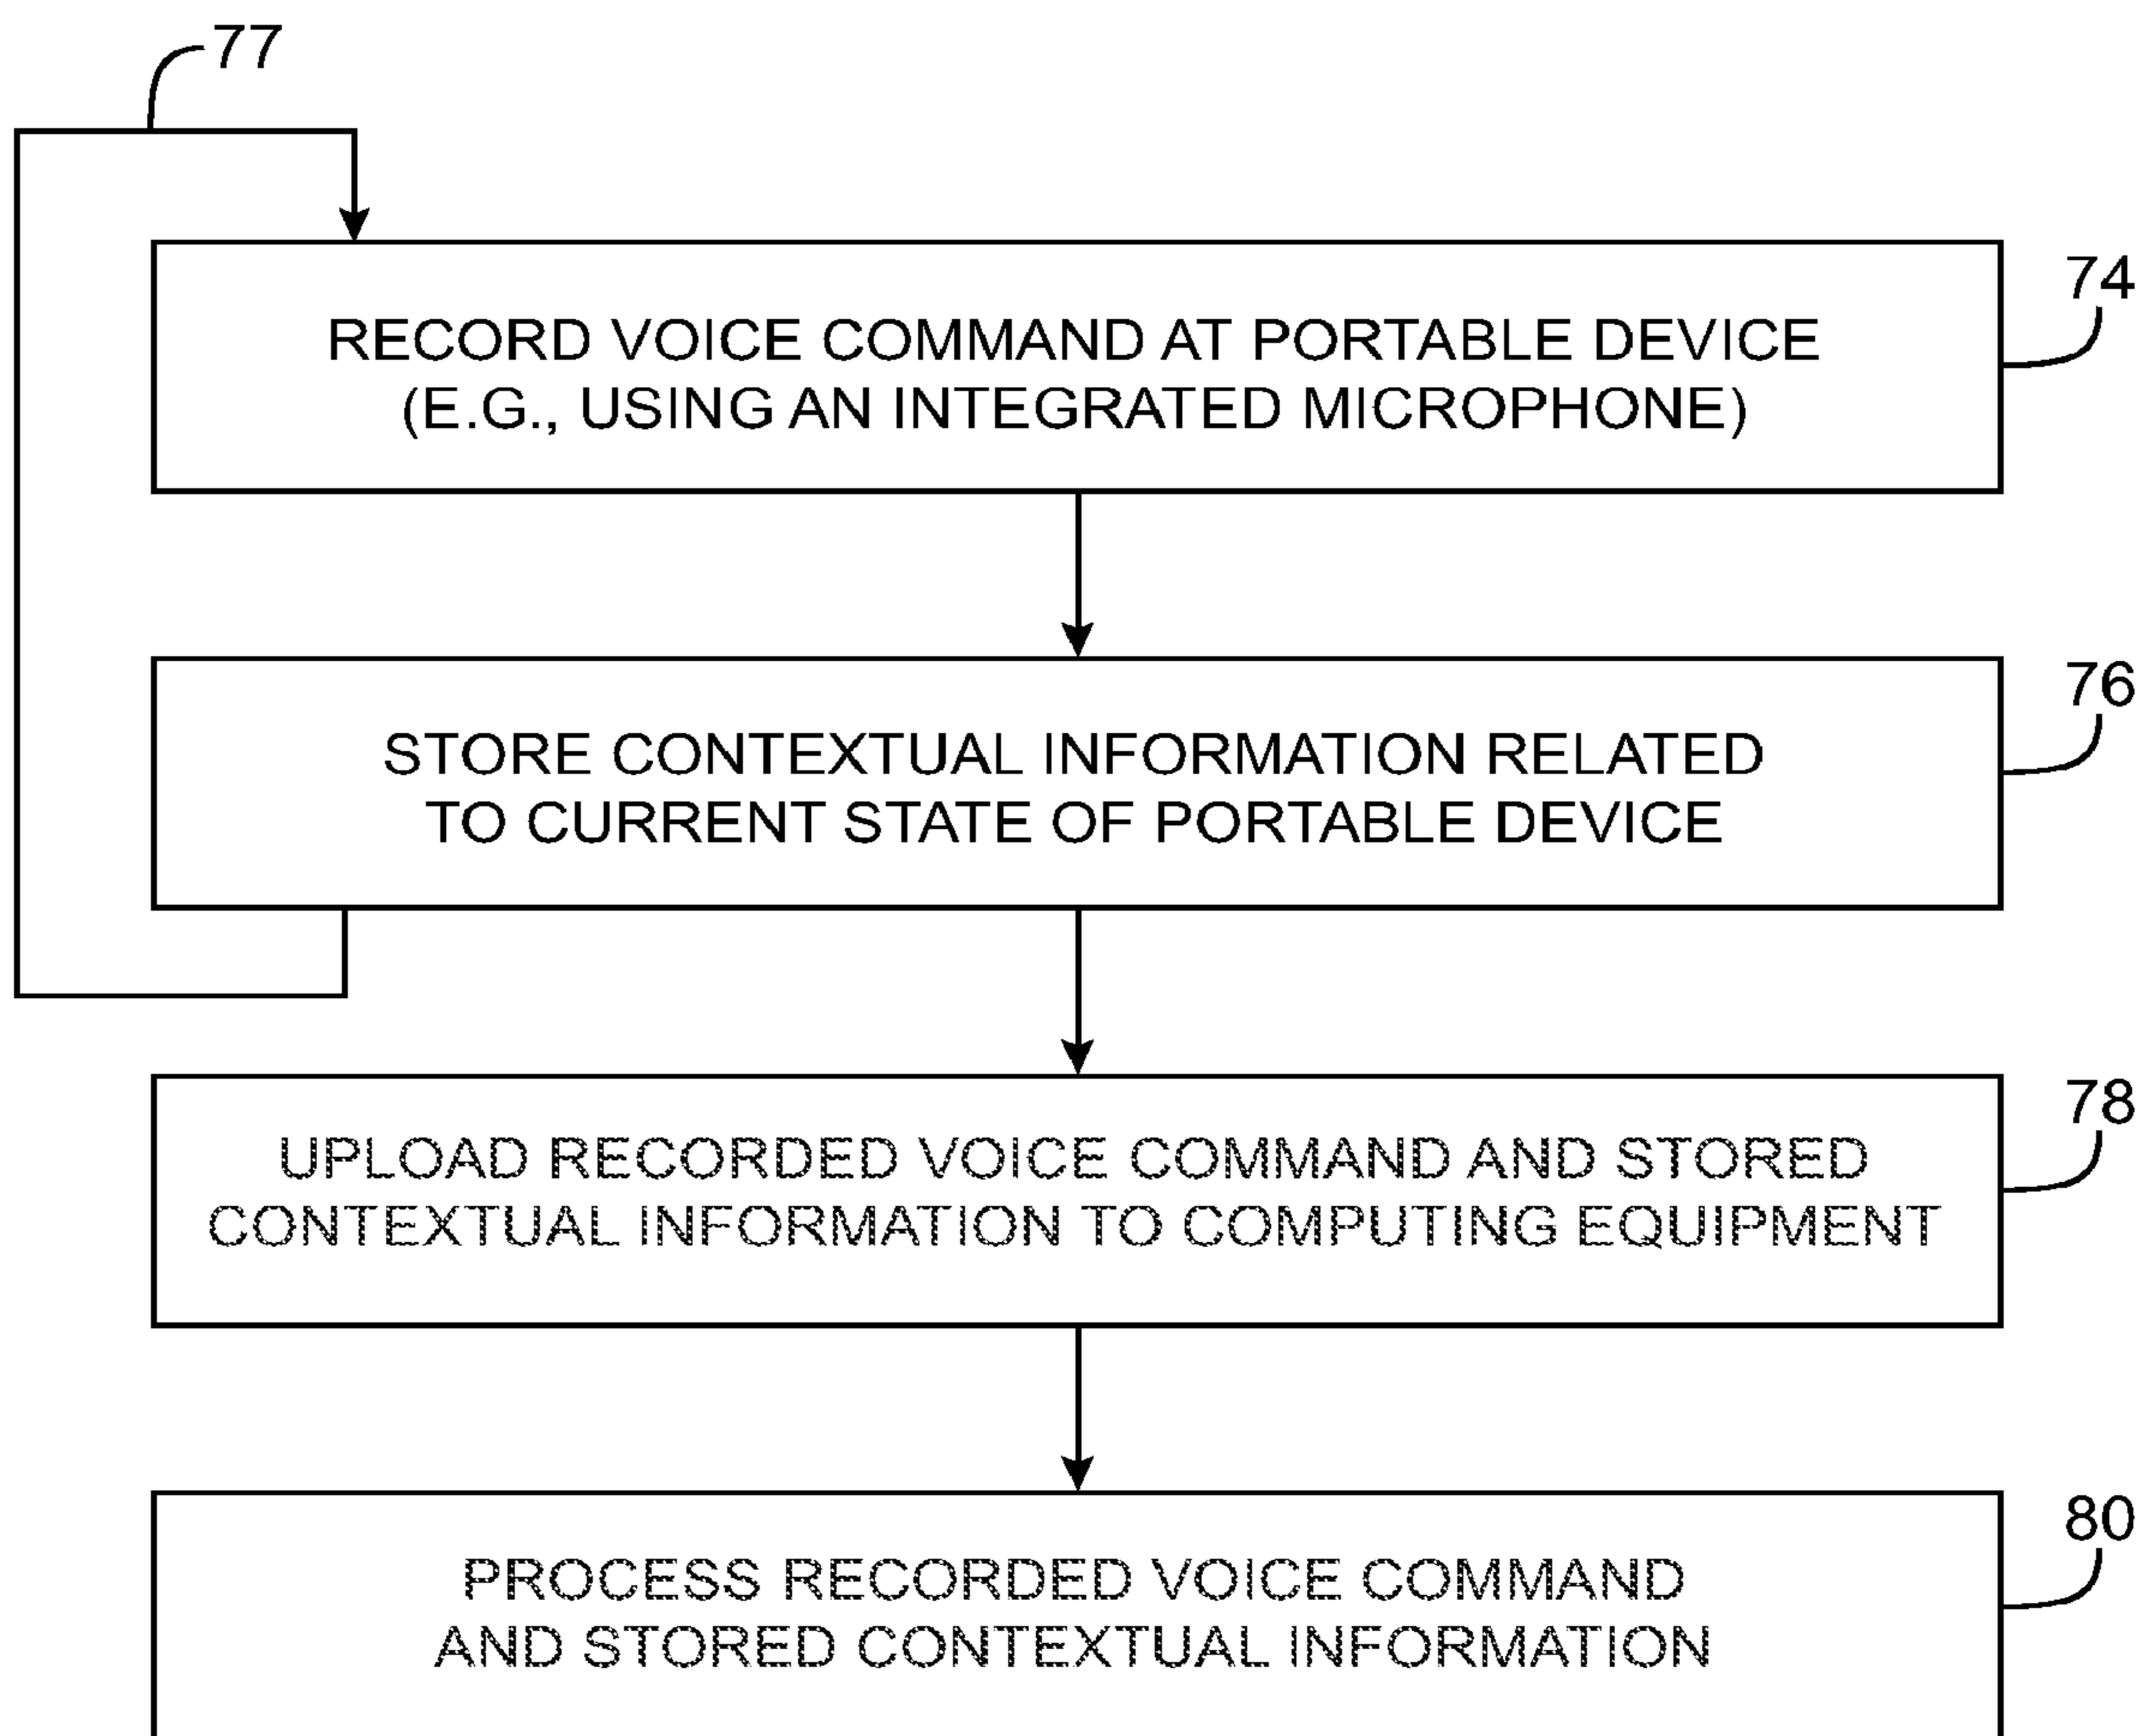 77
74
RECORD VOICE COMMAND AT PORTABLE DEVICE
(E.G., USING AN INTEGRATED MICROPHONE)
76
STORE CONTEXTUAL INFORMATION RELATED
TO CURRENT STATE OF PORTABLE DEVICE
78
UPLOAD RECORDED VOICE COMMAND AND STORED
CONTEXTUAL INFORMATION TO COMPUTING EQUIPMENT
80
PROCESS RECORDED VOICE COMMAND
AND STORED CONTEXTUAL INFORMATION